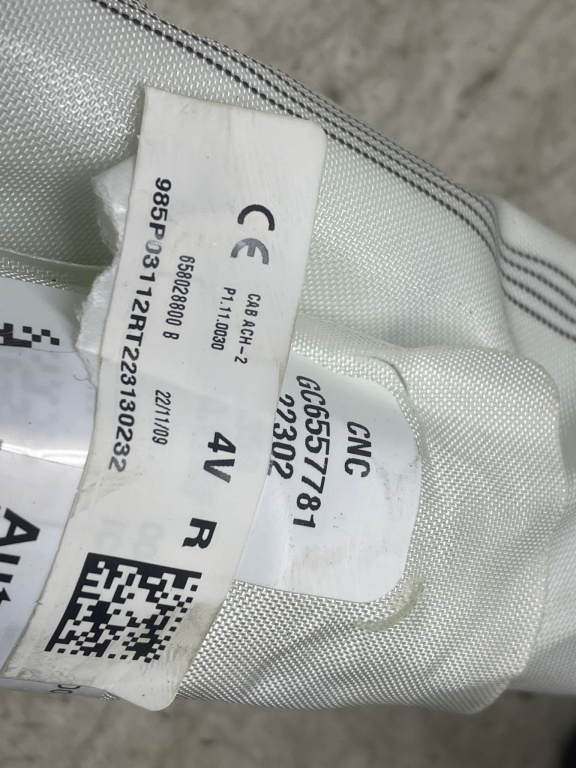 CE CAB ACH-2
P1.11.0030
658028800 B 22/11/09
985P03112RT223130232
4V R
CNC
GC6557781
22302